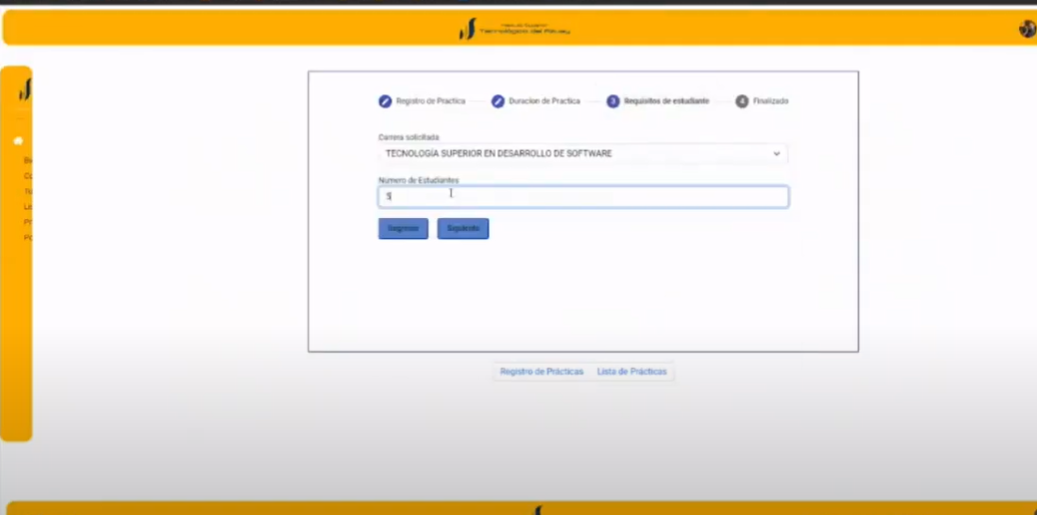 Tecnológico del Azuay
Registro de Practica
Duracion de Practica
3 Requisitos de estudiante
4 Finalizado
Carrera solicitada
TECNOLOGÍA SUPERIOR EN DESARROLLO DE SOFTWARE
Numero de Estudiantes
5
Regresar Siguiente
Registro de Prácticas Lista de Prácticas